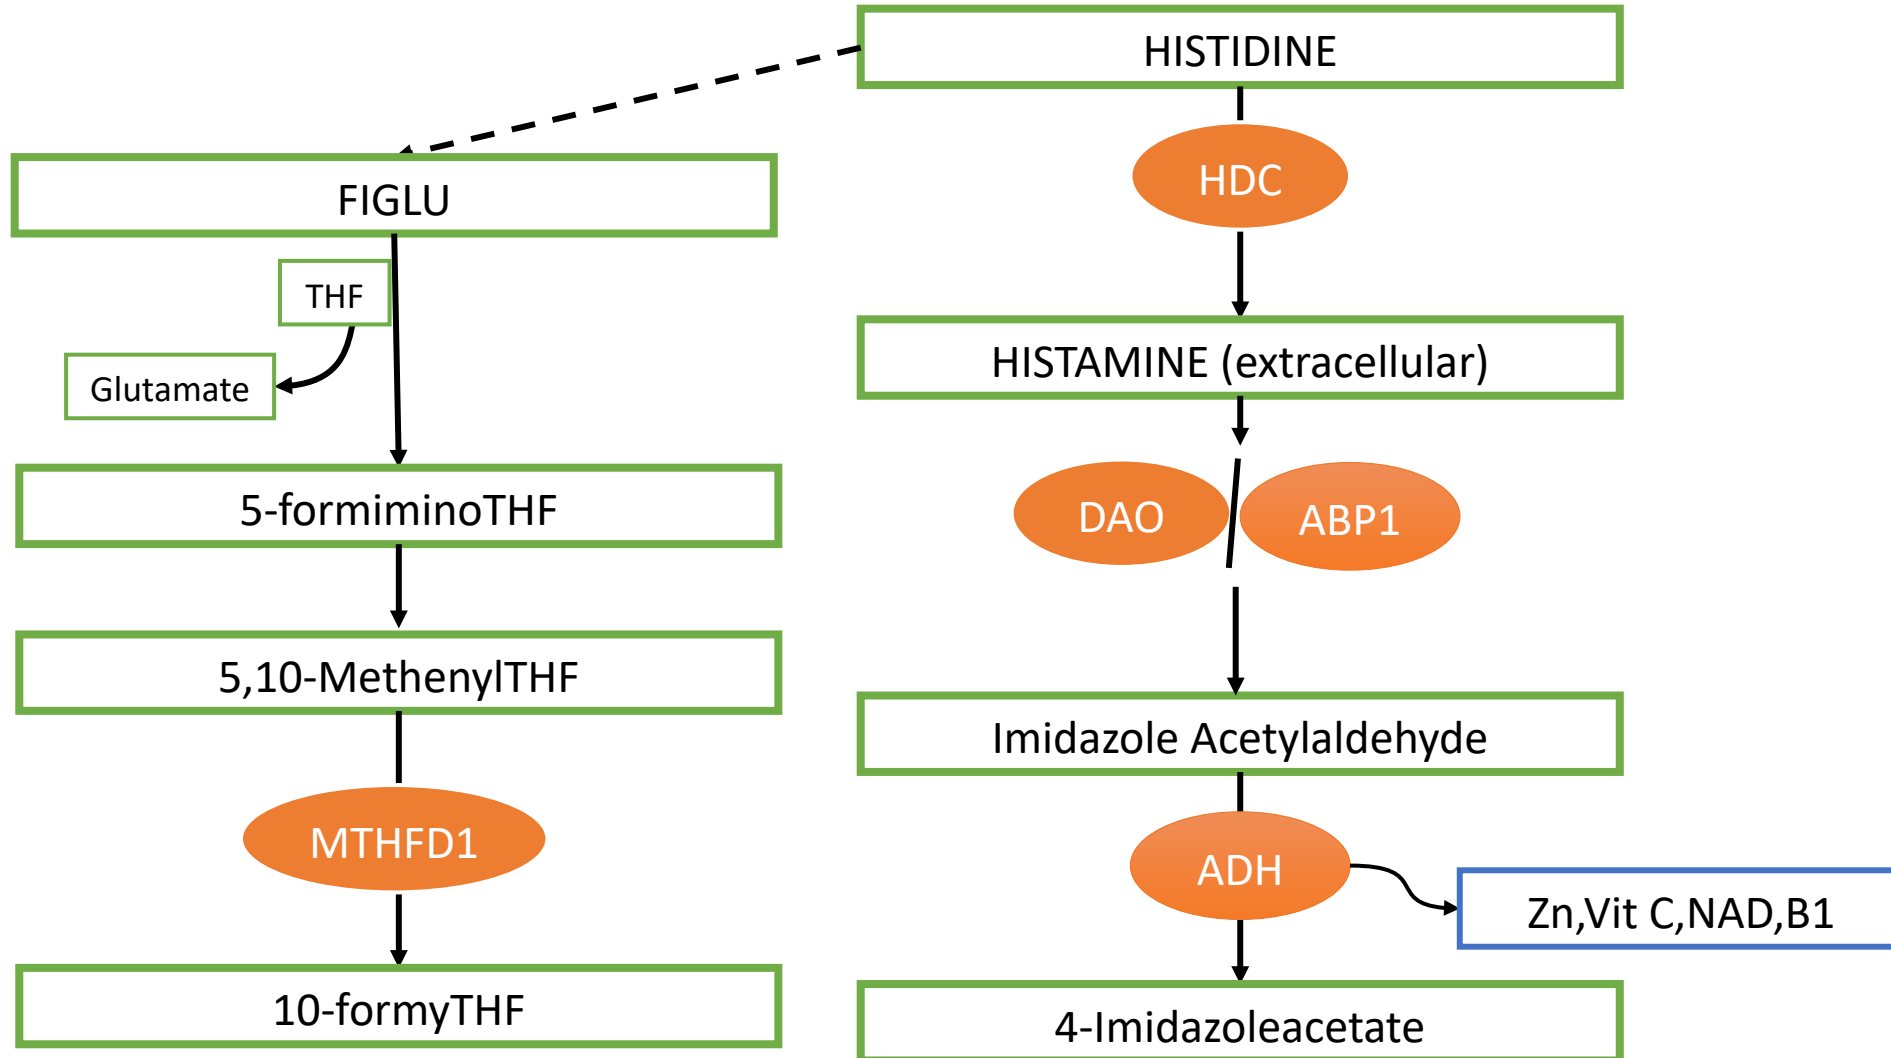 HISTIDINE
HDC
HISTAMINE (extracellular)
DAO
ABP1
Imidazole Acetylaldehyde
ADH
Zn,Vit C,NAD,B1
4-Imidazoleacetate
FIGLU
THF
Glutamate
5-formiminoTHF
5,10-MethenylTHF
MTHFD1
10-formyTHF